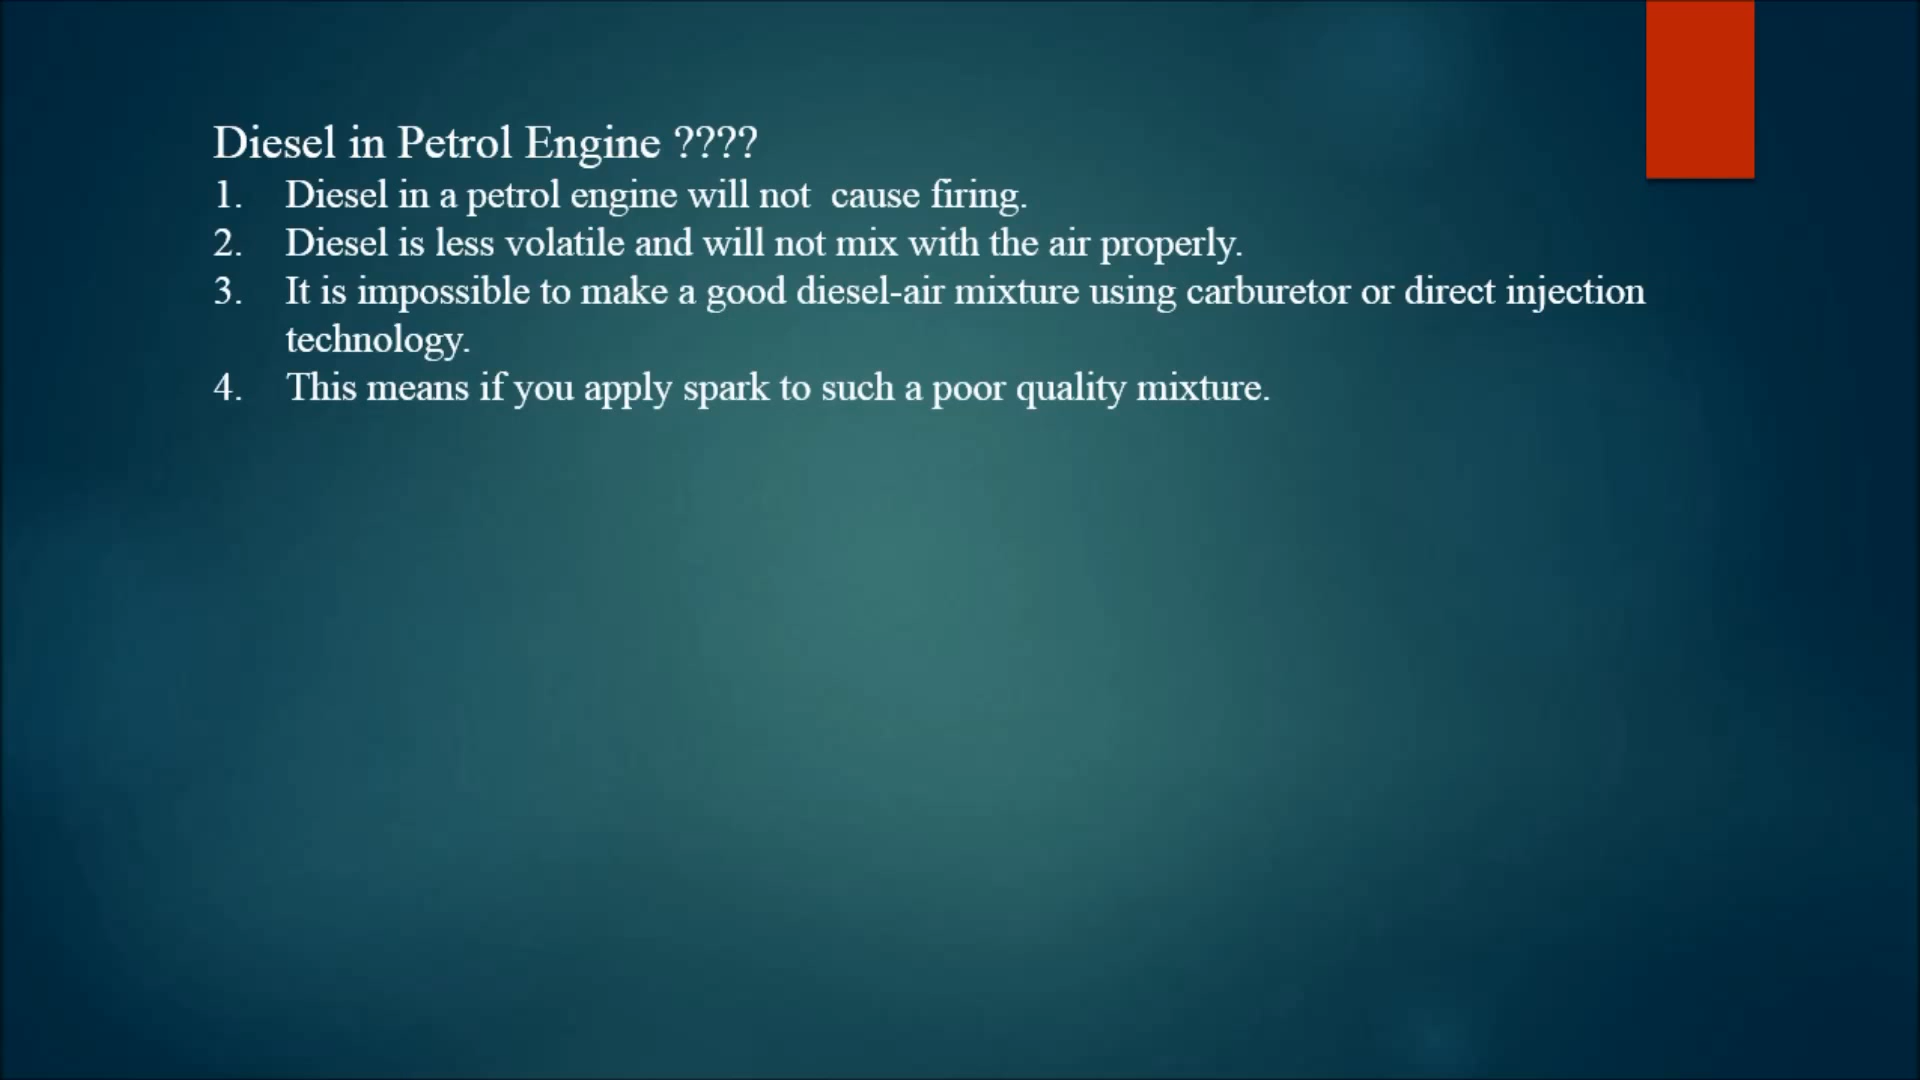 Diesel in Petrol Engine ????
1. Diesel in a petrol engine will not  cause firing.
2. Diesel is less volatile and will not mix with the air properly.
3. It is impossible to make a good diesel-air mixture using carburetor or direct injection
technology.
4. This means if you apply spark to such a poor quality mixture.